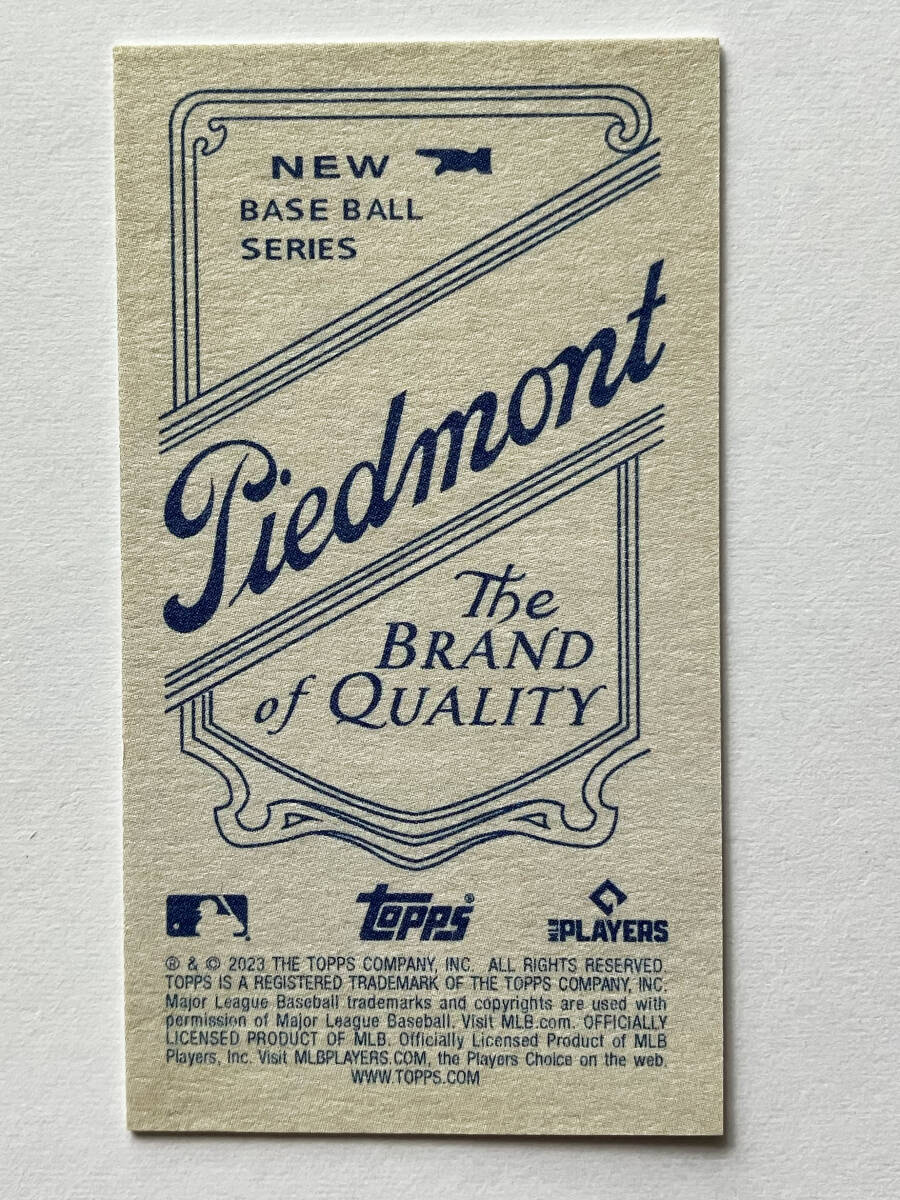 NEW
BASE BALL
SERIES
Piedmont
The
BRAND
of QUALITY
topps®
MLB PLAYERS
® & © 2023 THE TOPPS COMPANY, INC. ALL RIGHTS RESERVED.
TOPPS IS A REGISTERED TRADEMARK OF THE TOPPS COMPANY, INC.
Major League Baseball trademarks and copyrights are used with
permission of Major League Baseball. Visit MLB.com. OFFICIALLY
LICENSED PRODUCT OF MLB. Officially Licensed Product of MLB
Players, Inc. Visit MLBPLAYERS.COM, the Players Choice on the web.
WWW.TOPPS.COM